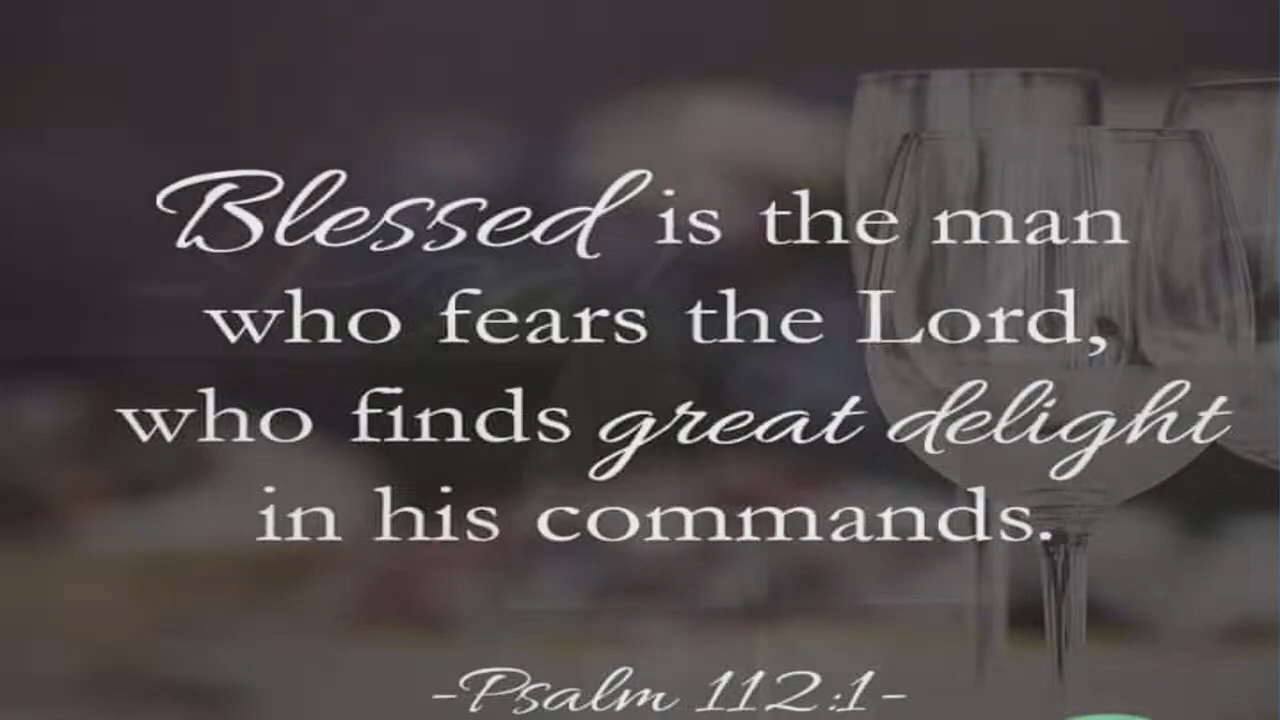 Blessed is the man
who fears the Lord,
who finds great delight
in his commands.
-Psalm 112:1-